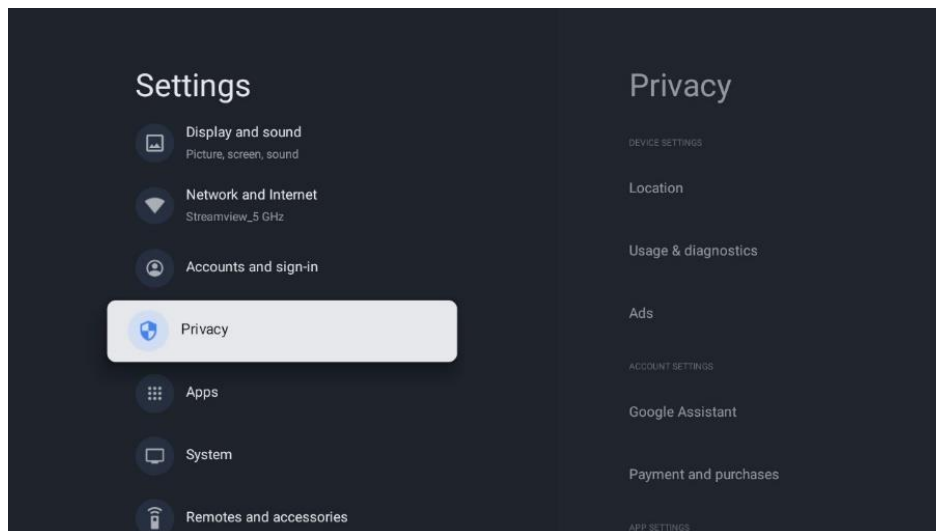 Settings
Display and sound
Picture, screen, sound
Network and Internet
Streamview_5 GHz
Accounts and sign-in
Privacy
Apps
System
Remotes and accessories
Privacy
DEVICE SETTINGS
Location
Usage & diagnostics
Ads
ACCOUNT SETTINGS
Google Assistant
Payment and purchases
APP SETTINGS